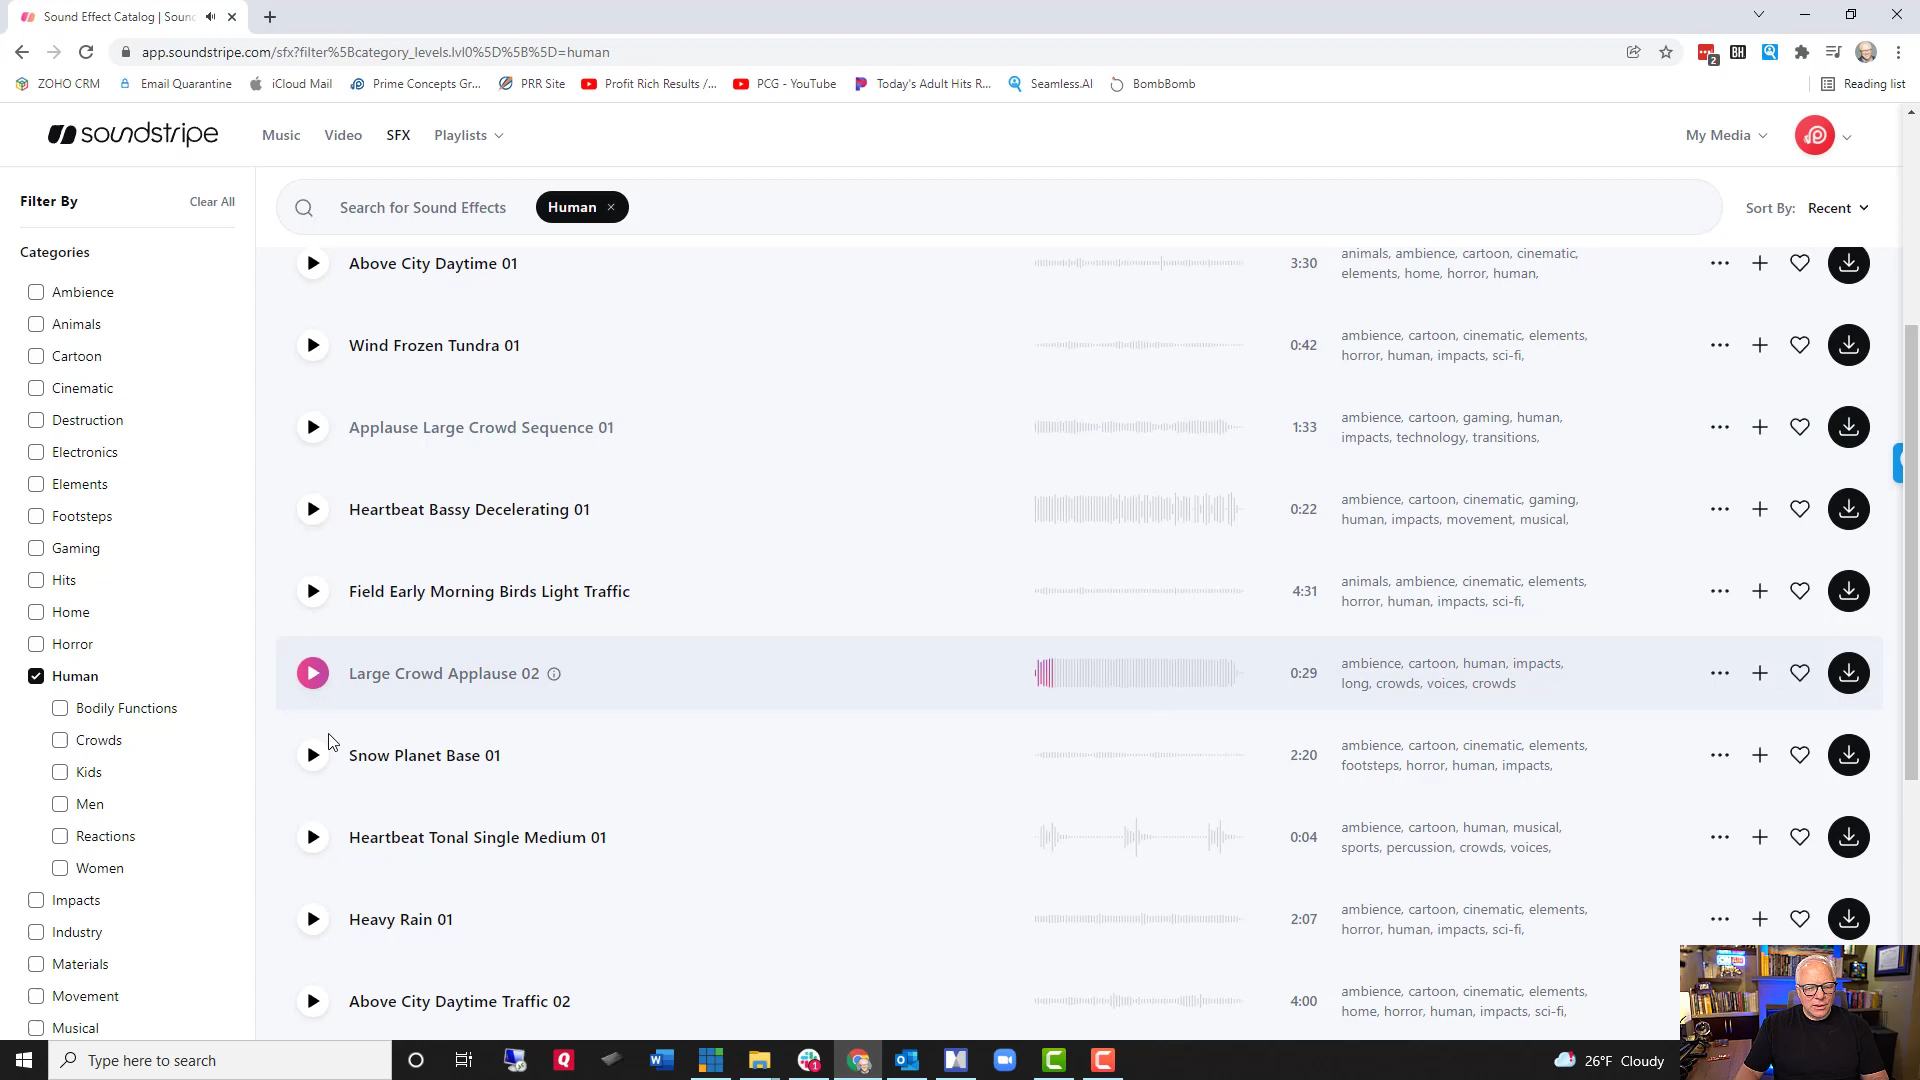 Sound Effect Catalog | Soun
app.soundstripe.com/sfx?filter%5Bcategory_levels.lvl0%5D%5B%5D=human
2
BH
ZOHO CRM
Email Quarantine
iCloud Mail
Prime Concepts Gr...
PRR Site
Profit Rich Results /...
PCG - YouTube
Today's Adult Hits R...
Seamless.AI
BombBomb
Reading list
soundstripe
Music
Video
SFX
Playlists
My Media
Filter By
Clear All
Search for Sound Effects
Human ×
Sort By: Recent
Categories
Ambience
Animals
Cartoon
Cinematic
Destruction
Electronics
Elements
Footsteps
Gaming
Hits
Home
Horror
Human
Bodily Functions
Crowds
Kids
Men
Reactions
Women
Impacts
Industry
Materials
Movement
Musical
Above City Daytime 01
3:30
animals, ambience, cartoon, cinematic,
elements, home, horror, human,
Wind Frozen Tundra 01
0:42
ambience, cartoon, cinematic, elements,
horror, human, impacts, sci-fi,
Applause Large Crowd Sequence 01
1:33
ambience, cartoon, gaming, human,
impacts, technology, transitions,
Heartbeat Bassy Decelerating 01
0:22
ambience, cartoon, cinematic, gaming,
human, impacts, movement, musical,
Field Early Morning Birds Light Traffic
4:31
animals, ambience, cinematic, elements,
horror, human, impacts, sci-fi,
Large Crowd Applause 02
0:29
ambience, cartoon, human, impacts,
long, crowds, voices, crowds
Snow Planet Base 01
2:20
ambience, cartoon, cinematic, elements,
footsteps, horror, human, impacts,
Heartbeat Tonal Single Medium 01
0:04
ambience, cartoon, human, musical,
sports, percussion, crowds, voices,
Heavy Rain 01
2:07
ambience, cartoon, cinematic, elements,
horror, human, impacts, sci-fi,
Above City Daytime Traffic 02
4:00
ambience, cartoon, cinematic, elements,
home, horror, human, impacts, sci-fi,
Type here to search
26°F Cloudy